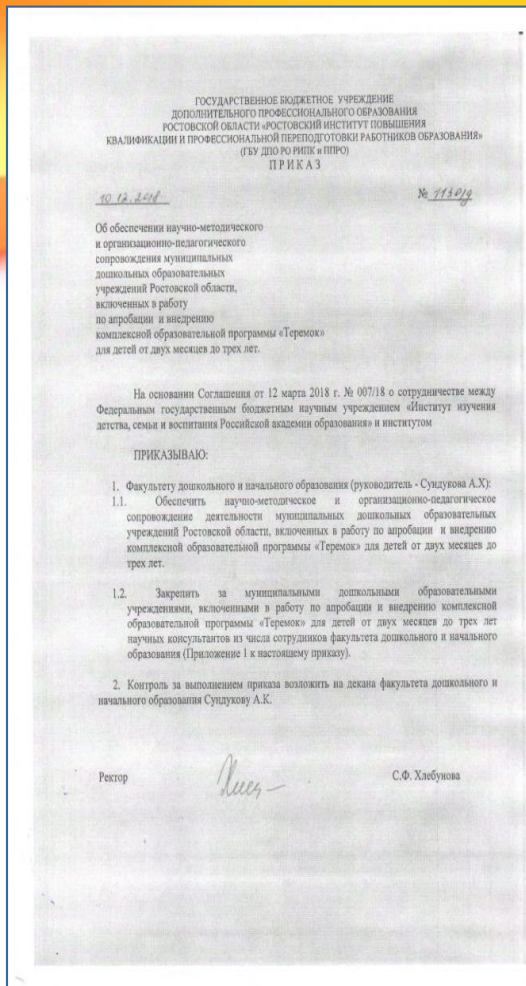 ГОСУДАРСТВЕННОЕ БЮДЖЕТНОЕ УЧРЕЖДЕНИЕ
ДОПОЛНИТЕЛЬНОГО ПРОФЕССИОНАЛЬНОГО ОБРАЗОВАНИЯ
РОСТОВСКОЙ ОБЛАСТИ «РОСТОВСКИЙ ИНСТИТУТ ПОВЫШЕНИЯ
КВАЛИФИКАЦИИ И ПРОФЕССИОНАЛЬНОЙ ПЕРЕПОДГОТОВКИ РАБОТНИКОВ ОБРАЗОВАНИЯ»
(ГБУ ДПО РО РИПК и ППРО)
ПРИКАЗ
10.12.2018 №
Об обеспечении научно-методического
и организационно-педагогического
сопровождения муниципальных
дошкольных образовательных
учреждений Ростовской области,
включенных в работу
по апробации и внедрению
комплексной образовательной программы «Теремок»
для детей от двух месяцев до трех лет.
На основании Соглашения от 12 марта 2018 г. № 007/18 о сотрудничестве между
Федеральным государственным бюджетным научным учреждением «Институт изучения
детства, семьи и воспитания Российской академии образования» и институтом
ПРИКАЗЫВАЮ:
1. Факультету дошкольного и начального образования (руководитель - Сундукова А.Х):
1.1. Обеспечить научно-методическое и организационно-педагогическое
сопровождение деятельности муниципальных дошкольных образовательных
учреждений Ростовской области, включенных в работу по апробации и внедрению
комплексной образовательной программы «Теремок» для детей от двух месяцев до
трех лет.
1.2. Закрепить за муниципальными дошкольными образовательными
учреждениями, включенными в работу по апробации и внедрению комплексной
образовательной программы «Теремок» для детей от двух месяцев до трех лет
научных консультантов из числа сотрудников факультета дошкольного и начального
образования (Приложение 1 к настоящему приказу).
2. Контроль за выполнением приказа возложить на декана факультета дошкольного и
начального образования Сундукову А.К.
Ректор С.Ф. Хлебунова